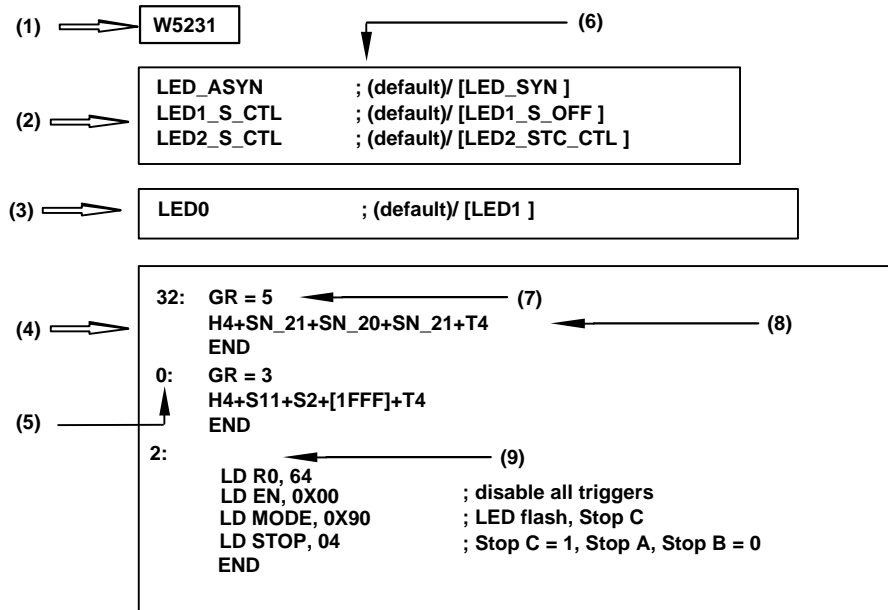 (1) W5231 (6)
LED_ASYN ; (default)/ [LED_SYN ]
(2) LED1_S_CTL ; (default)/ [LED1_S_OFF ]
LED2_S_CTL ; (default)/ [LED2_STC_CTL ]
(3) LED0 ; (default)/ [LED1 ]
32: GR = 5 (7)
(4) H4+SN_21+SN_20+SN_21+T4 (8)
END
0: GR = 3
H4+S11+S2+[1FFF]+T4
(5) END
2: (9)
LD R0, 64
LD EN, 0X00 ; disable all triggers
LD MODE, 0X90 ; LED flash, Stop C
LD STOP, 04 ; Stop C = 1, Stop A, Stop B = 0
END